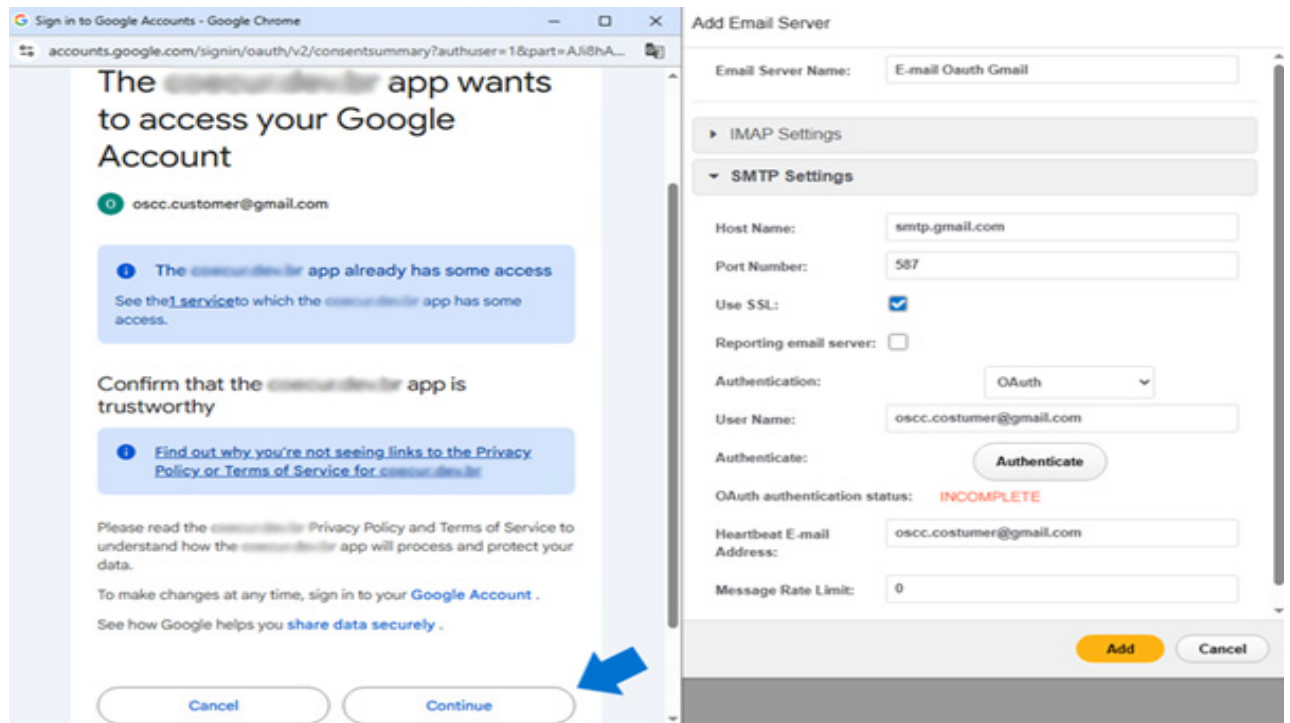 Sign in to Google Accounts - Google Chrome
accounts.google.com/signin/oauth/v2/consentsummary?authuser=1&part=AJi8hA...
The app wants
to access your Google
Account
O oscc.customer@gmail.com
The app already has some access
See the1 serviceto which the app has some
access.
Confirm that the app is
trustworthy
Find out why you're not seeing links to the Privacy
Policy or Terms of Service for
Please read the Privacy Policy and Terms of Service to
understand how the app will process and protect your
data.
To make changes at any time, sign in to your Google Account .
See how Google helps you share data securely .
Cancel
Continue
Add Email Server
Email Server Name: E-mail Oauth Gmail
IMAP Settings
SMTP Settings
Host Name: smtp.gmail.com
Port Number: 587
Use SSL:
Reporting email server:
Authentication: OAuth
User Name: oscc.costumer@gmail.com
Authenticate: Authenticate
OAuth authentication status: INCOMPLETE
Heartbeat E-mail
Address: oscc.costumer@gmail.com
Message Rate Limit: 0
Add
Cancel